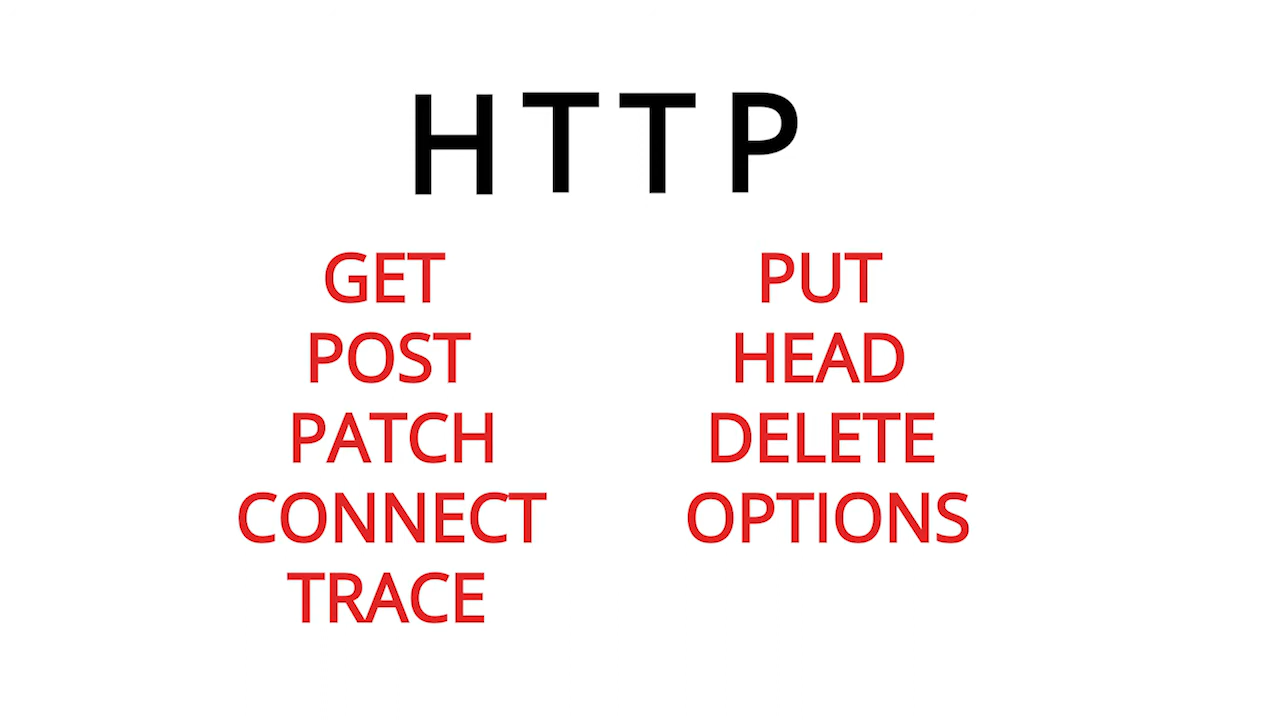 HTTP
GET
POST
PATCH
CONNECT
TRACE
PUT
HEAD
DELETE
OPTIONS